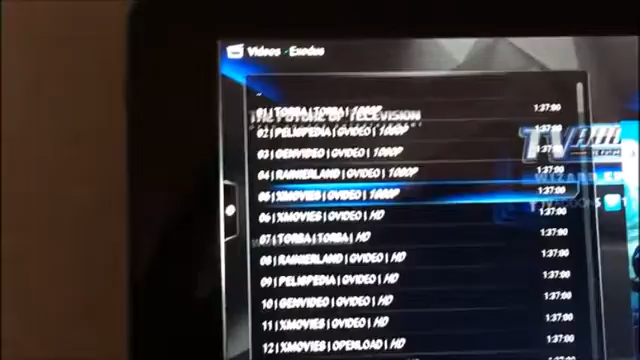 Videos - Exodus
01 | TORBA | TORBA | 1080P 1:37:00
THE FUTURE OF TELEVISION
02 | PELISPEDIA | GVIDEO | 1080P 1:37:00
03 | GENVIDEO | GVIDEO | 1080P 1:37:00
04 | RAINIERLAND | GVIDEO | 1080P 1:37:00
05 | XMOVIES | GVIDEO | 1080P 1:37:00
06 | XMOVIES | GVIDEO | HD 1:37:00
07 | TORBA | TORBA | HD 1:37:00
08 | RAINIERLAND | GVIDEO | HD 1:37:00
09 | PELISPEDIA | GVIDEO | HD 1:37:00
10 | GENVIDEO | GVIDEO | HD 1:37:00
11 | XMOVIES | GVIDEO | HD 1:37:00
12 | XMOVIES | OPENLOAD | HD 1:37:00